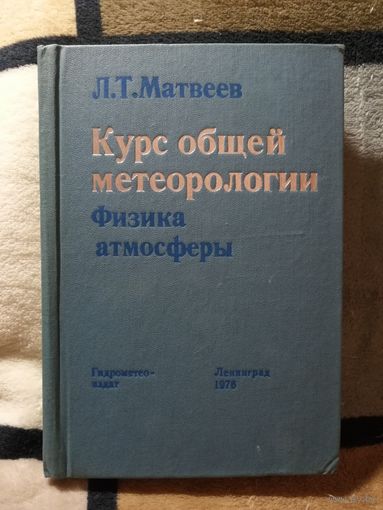 Л.Т.Матвеев
Курс общей
метеорологии
Физика
атмосферы
Гидрометео-
издат
Ленинград
1976